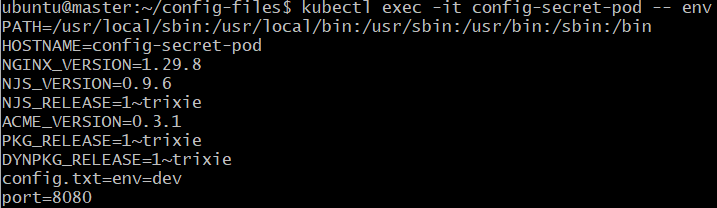 ubuntu@master:~/config-files$ kubectl exec -it config-secret-pod -- env
PATH=/usr/local/sbin:/usr/local/bin:/usr/sbin:/usr/bin:/sbin:/bin
HOSTNAME=config-secret-pod
NGINX_VERSION=1.29.8
NJS_VERSION=0.9.6
NJS_RELEASE=1~trixie
ACME_VERSION=0.3.1
PKG_RELEASE=1~trixie
DYNPKG_RELEASE=1~trixie
config.txt=env=dev
port=8080